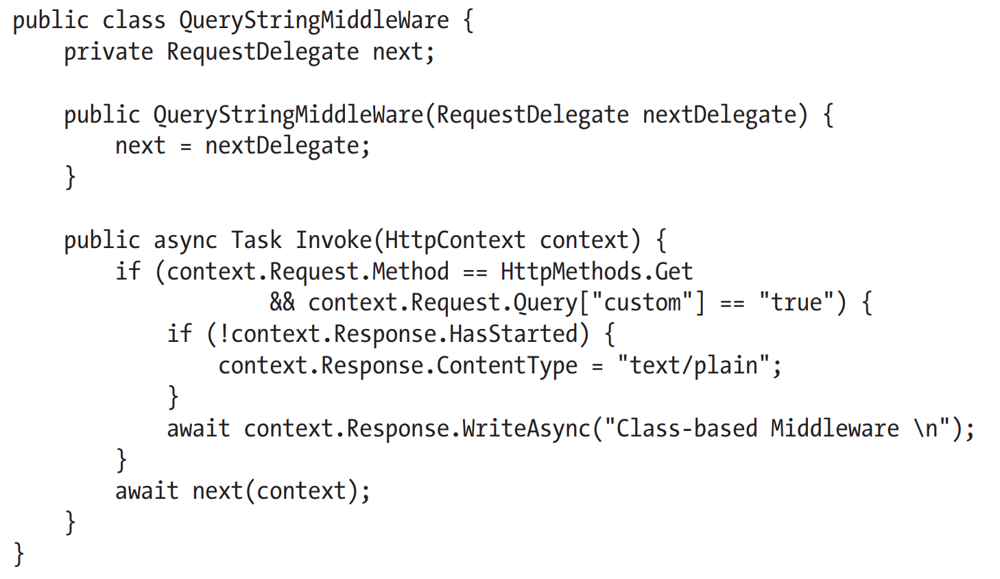 public class QueryStringMiddleWare {
    private RequestDelegate next;

    public QueryStringMiddleWare(RequestDelegate nextDelegate) {
        next = nextDelegate;
    }

    public async Task Invoke(HttpContext context) {
        if (context.Request.Method == HttpMethods.Get
                    && context.Request.Query["custom"] == "true") {
            if (!context.Response.HasStarted) {
                context.Response.ContentType = "text/plain";
            }
            await context.Response.WriteAsync("Class-based Middleware \n");
        }
        await next(context);
    }
}